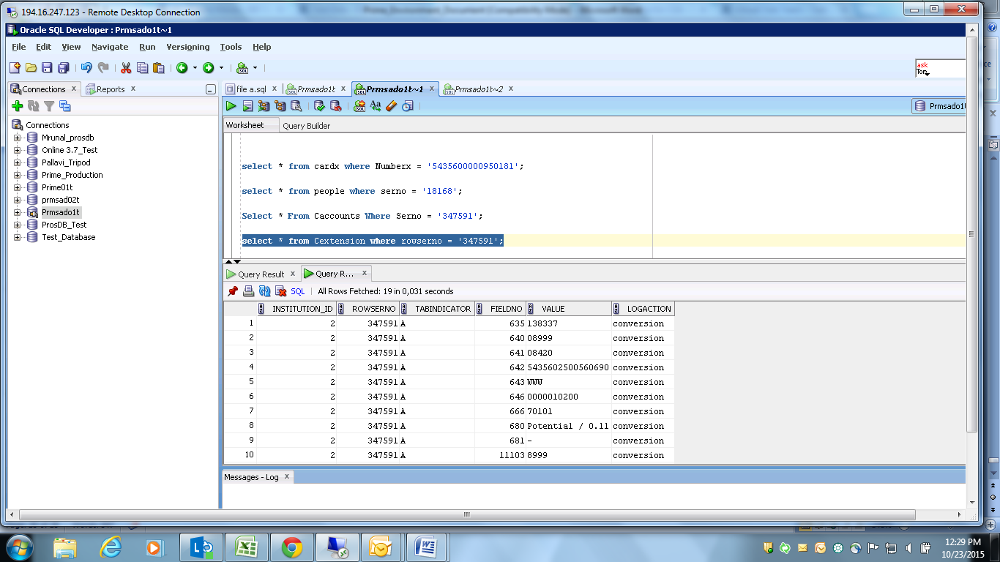 194.16.247.123 - Remote Desktop Connection
Oracle SQL Developer : Prmsado1t~1
File Edit View Navigate Run Versioning Tools Help
ask
Tom
Connections Reports
file a.sql Prmsado1t Prmsado1t~1 Prmsado1t~2
SQL
Prmsado1t
Worksheet Query Builder
Connections
Mrunal_prosdb
Online 3.7_Test
Pallavi_Tripod
Prime_Production
Prime01t
prmsad02t
Prmsado1t
ProsDB_Test
Test_Database
select * from cardx where Numberx = '5435600000950181';
select * from people where serno = '18168';
Select * From Caccounts Where Serno = '347591';
select * from Cextension where rowserno = '347591';
Query Result Query R...
SQL All Rows Fetched: 19 in 0,031 seconds
INSTITUTION_ID ROWSERNO TABINDICATOR FIELDNO VALUE LOGACTION
1 2 347591 A 635 138337 conversion
2 2 347591 A 640 08999 conversion
3 2 347591 A 641 08420 conversion
4 2 347591 A 642 5435602500560690 conversion
5 2 347591 A 643 WWW conversion
6 2 347591 A 646 0000010200 conversion
7 2 347591 A 666 70101 conversion
8 2 347591 A 680 Potential / 0.11 conversion
9 2 347591 A 681 - conversion
10 2 347591 A 11103 8999 conversion
Messages - Log
12:29 PM
10/23/2015